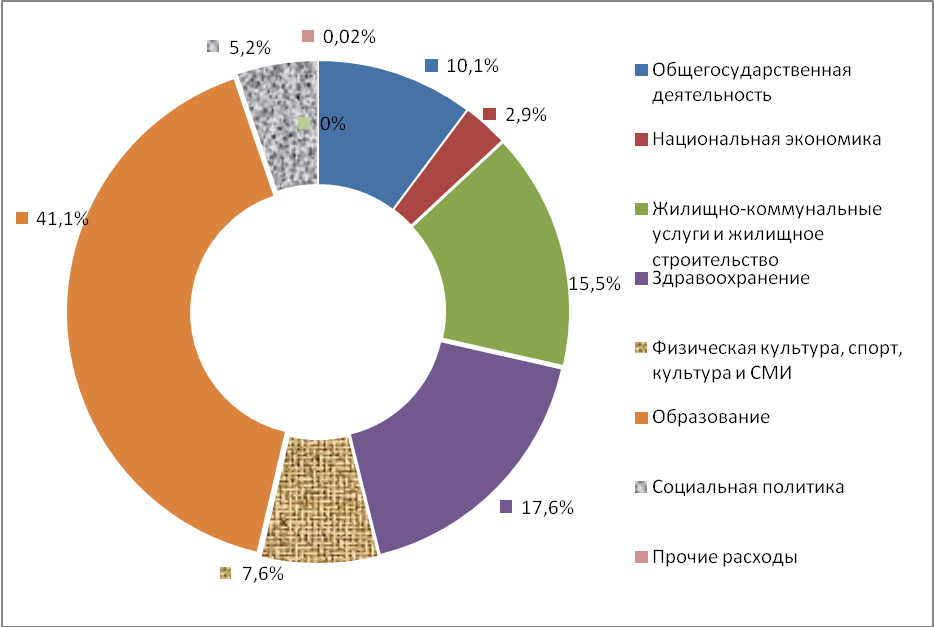 0,02%
5,2%
10,1%
2,9%
0%
41,1%
15,5%
17,6%
7,6%
Общегосударственная
деятельность
Национальная экономика
Жилищно-коммунальные
услуги и жилищное
строительство
Здравоохранение
Физическая культура, спорт,
культура и СМИ
Образование
Социальная политика
Прочие расходы